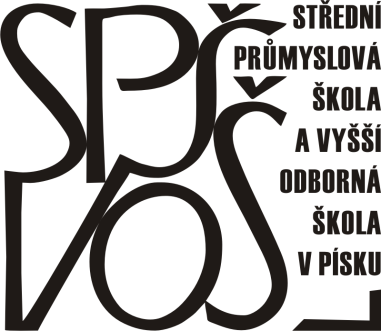 SPŠ
VOŠ
STŘEDNÍ
PRŮMYSLOVÁ
ŠKOLA
A VYŠŠÍ
ODBORNÁ
ŠKOLA
V PÍSKU